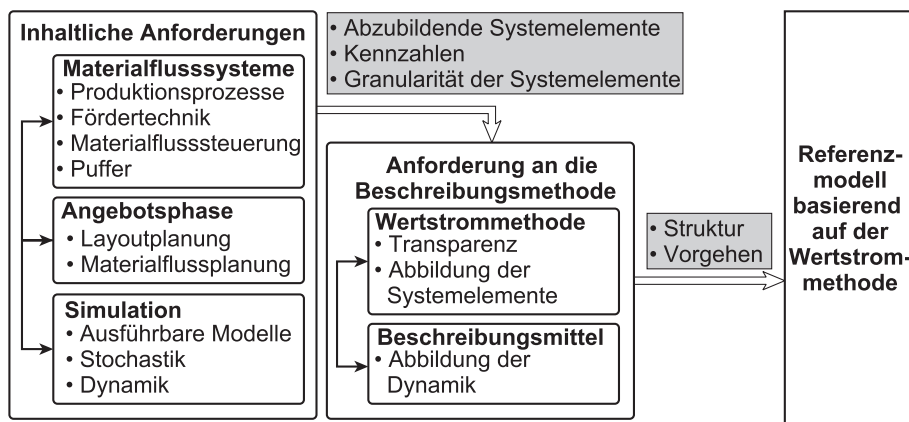 Inhaltliche Anforderungen
Materialflusssysteme
• Produktionsprozesse
• Fördertechnik
• Materialflusssteuerung
• Puffer
Angebotsphase
• Layoutplanung
• Materialflussplanung
Simulation
• Ausführbare Modelle
• Stochastik
• Dynamik
• Abzubildende Systemelemente
• Kennzahlen
• Granularität der Systemelemente
Anforderung an die
Beschreibungsmethode
Wertstrommethode
• Transparenz
• Abbildung der
Systemelemente
Beschreibungsmittel
• Abbildung der
Dynamik
• Struktur
• Vorgehen
Referenz-
modell
basierend
auf der
Wertstrom-
methode